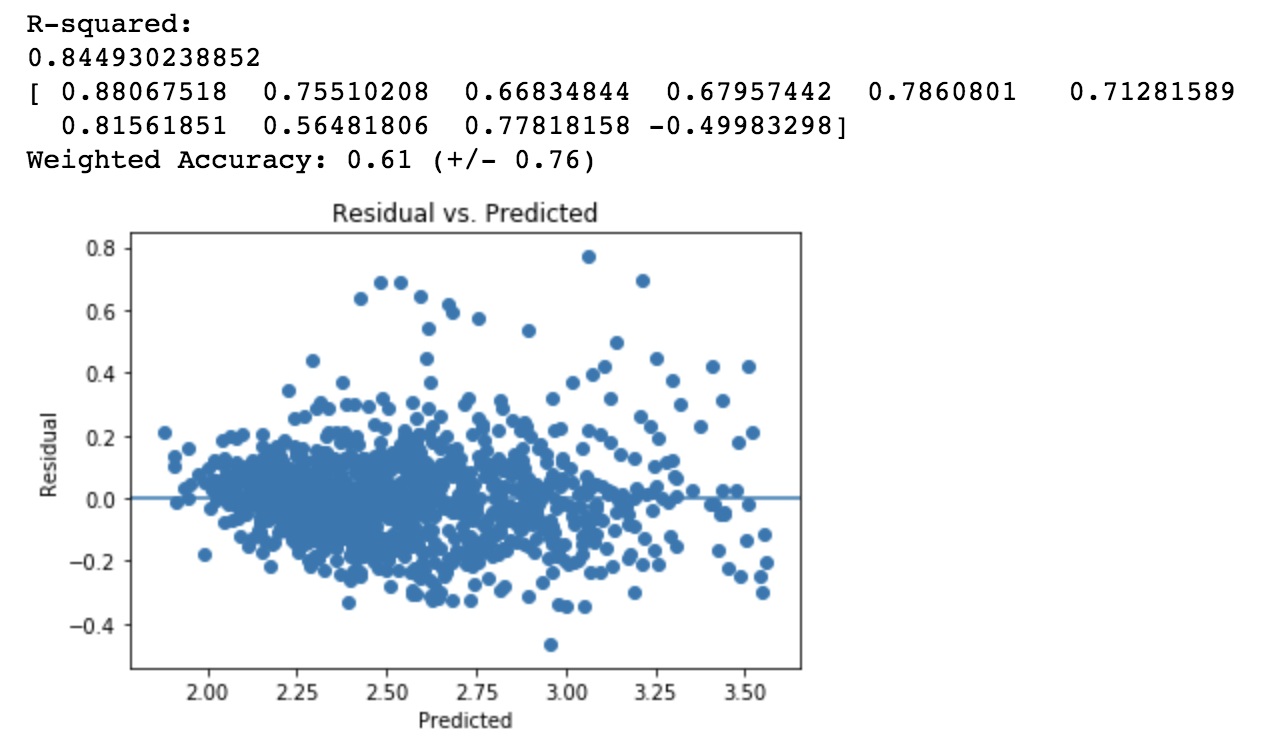 R-squared:
0.844930238852
[ 0.88067518 0.75510208 0.66834844 0.67957442 0.7860801 0.71281589
0.81561851 0.56481806 0.77818158 -0.49983298]
Weighted Accuracy: 0.61 (+/- 0.76)
Residual vs. Predicted
0.8
0.6
0.4
0.2
0.0
−0.2
−0.4
Residual
2.00 2.25 2.50 2.75 3.00 3.25 3.50
Predicted